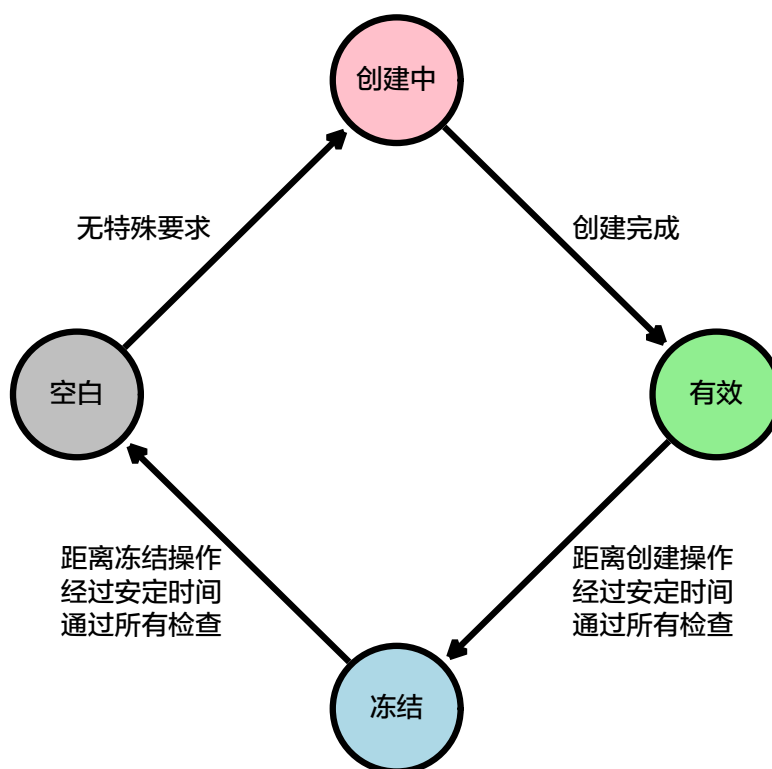 创建中
无特殊要求
创建完成
空白
有效
距离冻结操作
经过安定时间
通过所有检查
距离创建操作
经过安定时间
通过所有检查
冻结